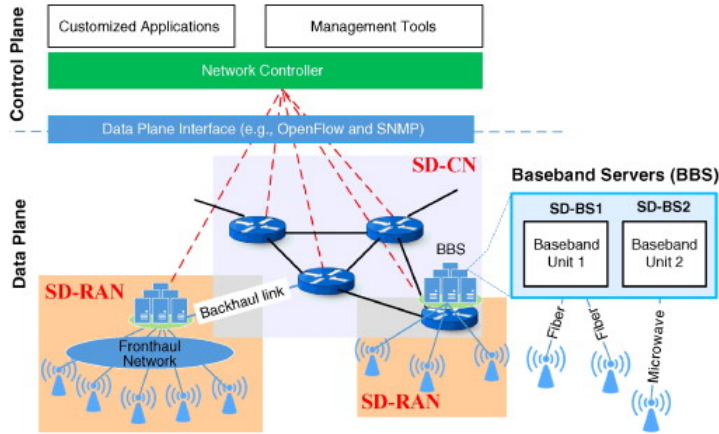 Control Plane
Customized Applications
Management Tools
Network Controller
Data Plane Interface (e.g., OpenFlow and SNMP)
Data Plane
SD-CN
Baseband Servers (BBS)
SD-BS1
SD-BS2
Baseband
Unit 1
Baseband
Unit 2
BBS
SD-RAN
Backhaul link
Fronthaul
Network
SD-RAN
Fiber
Fiber
Microwave